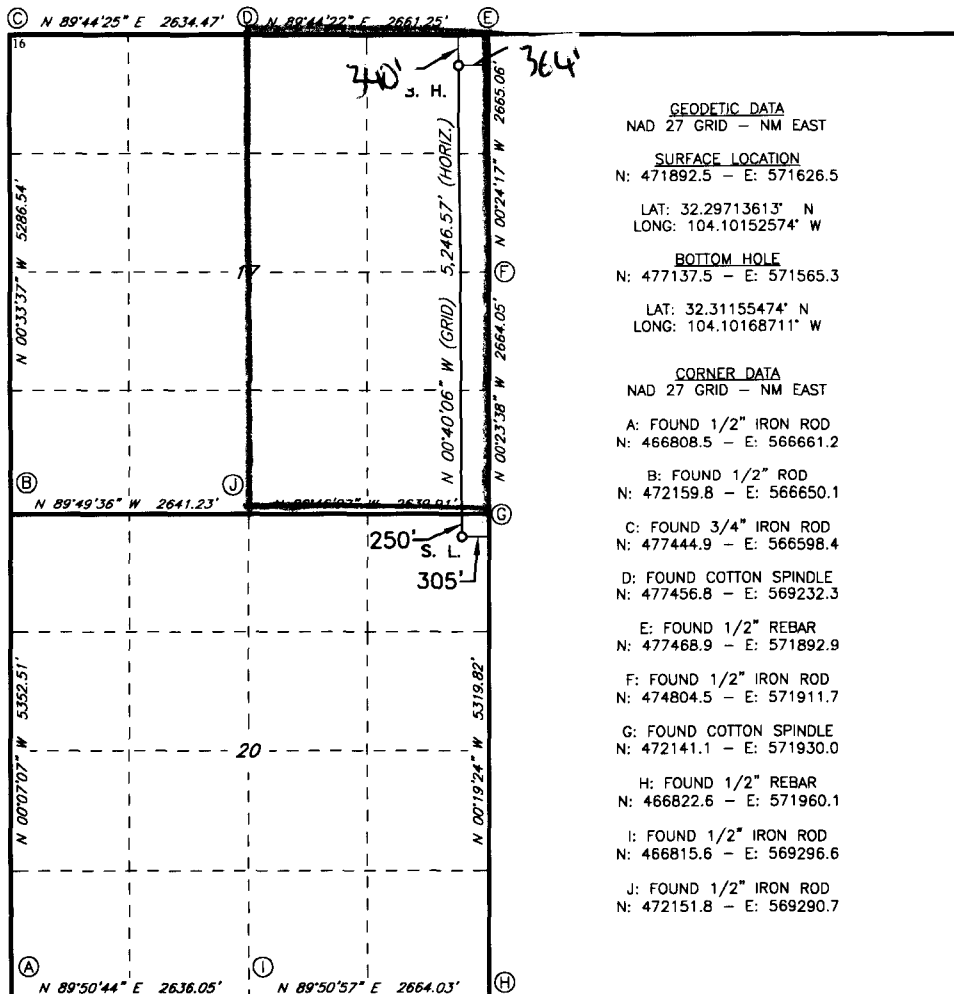 C N 89°44'25" E 2634.47' D N 89°44'22" E 2661.25' E
16
340'
364'
B. H.
N 00°33'37" W 5286.54'
N 00°40'06" W (GRID) 5,246.57' (HORIZ.)
N 00°24'17" W 2665.06'
17
F
N 00°23'38" W 2664.05'
B
J
N 89°49'36" W 2641.23'
2639.91'
G
250'
S. L.
305'
N 00°07'07" W 5352.51'
20
N 00°19'24" W 5319.82'
A
I
H
N 89°50'44" E 2636.05'
N 89°50'57" E 2664.03'
GEODETIC DATA
NAD 27 GRID - NM EAST
SURFACE LOCATION
N: 471892.5 - E: 571626.5
LAT: 32.29713613° N
LONG: 104.10152574° W
BOTTOM HOLE
N: 477137.5 - E: 571565.3
LAT: 32.31155474° N
LONG: 104.10168711° W
CORNER DATA
NAD 27 GRID - NM EAST
A: FOUND 1/2" IRON ROD
N: 466808.5 - E: 566661.2
B: FOUND 1/2" ROD
N: 472159.8 - E: 566650.1
C: FOUND 3/4" IRON ROD
N: 477444.9 - E: 566598.4
D: FOUND COTTON SPINDLE
N: 477456.8 - E: 569232.3
E: FOUND 1/2" REBAR
N: 477468.9 - E: 571892.9
F: FOUND 1/2" IRON ROD
N: 474804.5 - E: 571911.7
G: FOUND COTTON SPINDLE
N: 472141.1 - E: 571930.0
H: FOUND 1/2" REBAR
N: 466822.6 - E: 571960.1
I: FOUND 1/2" IRON ROD
N: 466815.6 - E: 569296.6
J: FOUND 1/2" IRON ROD
N: 472151.8 - E: 569290.7